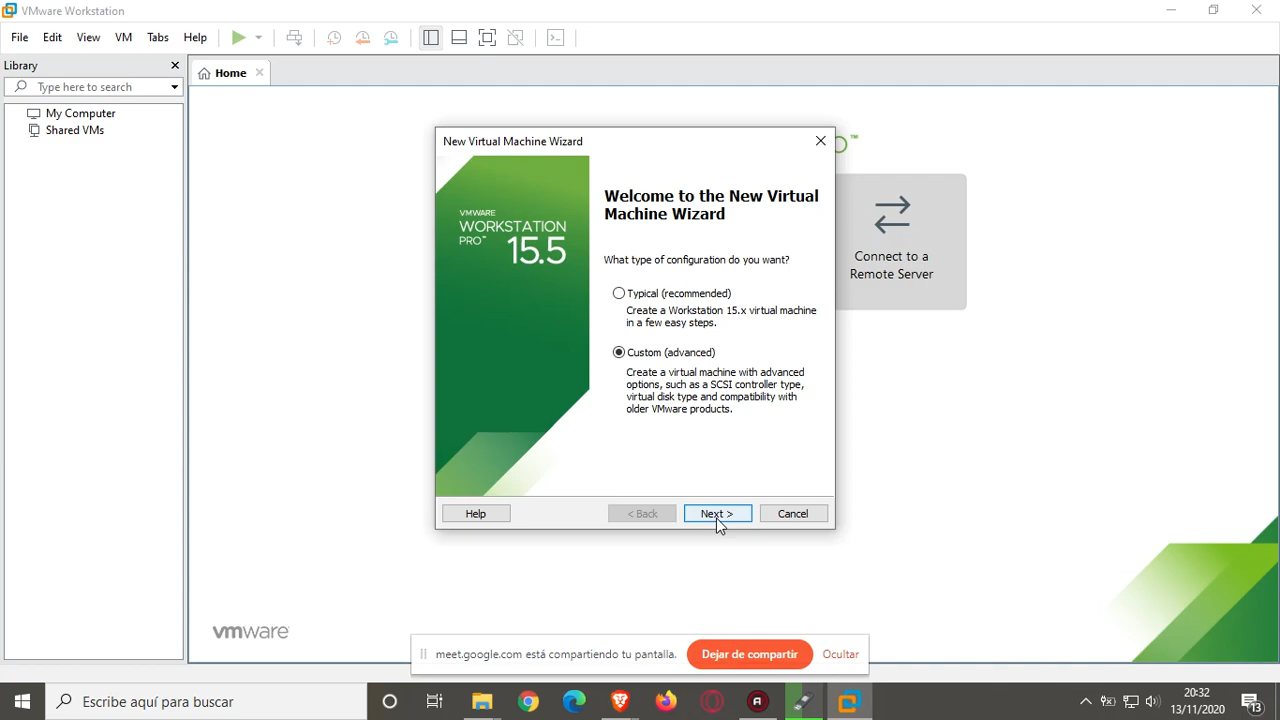 VMware Workstation
File Edit View VM Tabs Help
Library
Type here to search
My Computer
Shared VMs
Home
O™
Connect to a
Remote Server
New Virtual Machine Wizard
VMWARE
WORKSTATION
PRO™ 15.5
Welcome to the New Virtual
Machine Wizard
What type of configuration do you want?
Typical (recommended)
Create a Workstation 15.x virtual machine
in a few easy steps.
Custom (advanced)
Create a virtual machine with advanced
options, such as a SCSI controller type,
virtual disk type and compatibility with
older VMware products.
Help < Back Next > Cancel
vmware
meet.google.com está compartiendo tu pantalla. Dejar de compartir Ocultar
Escribe aquí para buscar
20:32
13/11/2020
13